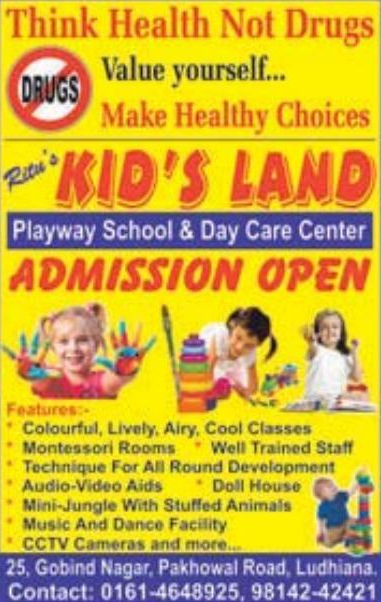 Think Health Not Drugs
DRUGS
Value yourself...
Make Healthy Choices
Ritu's KID'S LAND
Playway School & Day Care Center
ADMISSION OPEN
Features:-
* Colourful, Lively, Airy, Cool Classes
* Montessori Rooms * Well Trained Staff
* Technique For All Round Development
* Audio-Video Aids * Doll House
* Mini-Jungle With Stuffed Animals
* Music And Dance Facility
* CCTV Cameras and more...
25, Gobind Nagar, Pakhowal Road, Ludhiana.
Contact: 0161-4648925, 98142-42421